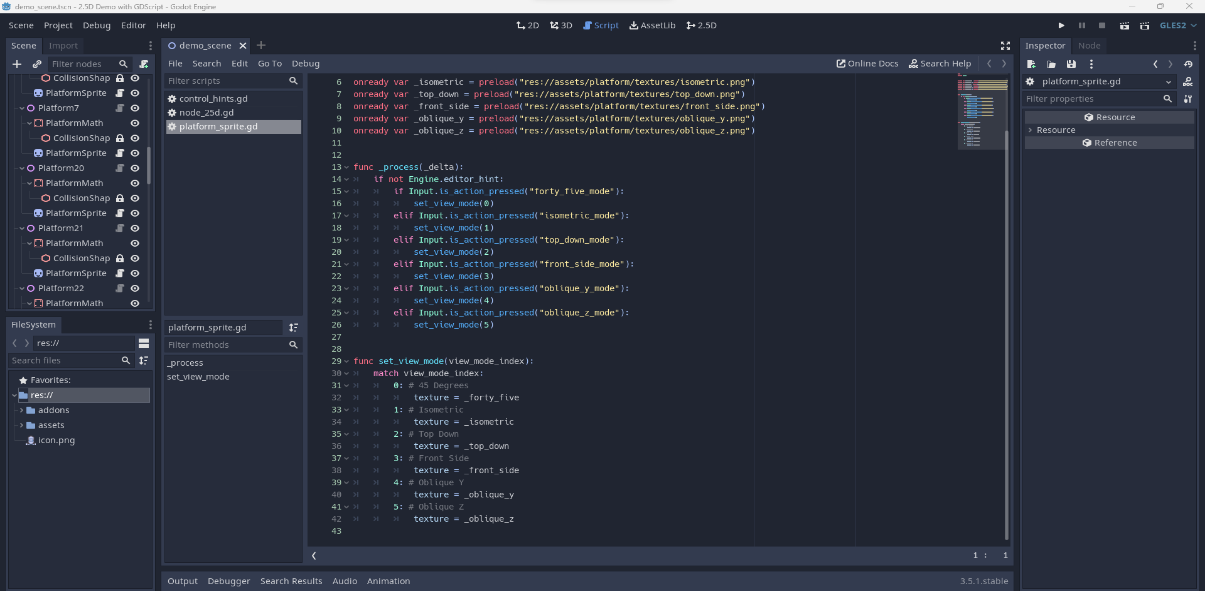 demo_scene.tscn - 2.5D Demo with GDScript - Godot Engine
Scene Project Debug Editor Help
2D 3D Script AssetLib 2.5D
GLES2
Scene Import
Filter nodes
CollisionShap
PlatformSprite
Platform7
PlatformMath
CollisionShap
PlatformSprite
Platform20
PlatformMath
CollisionShap
PlatformSprite
Platform21
PlatformMath
CollisionShap
PlatformSprite
Platform22
PlatformMath
FileSystem
res://
Search files
Favorites:
res://
addons
assets
icon.png
demo_scene
File Search Edit Go To Debug
Online Docs Search Help
Filter scripts
control_hints.gd
node_25d.gd
platform_sprite.gd
platform_sprite.gd
Filter methods
_process
set_view_mode
6 onready var _isometric = preload("res://assets/platform/textures/isometric.png")
7 onready var _top_down = preload("res://assets/platform/textures/top_down.png")
8 onready var _front_side = preload("res://assets/platform/textures/front_side.png")
9 onready var _oblique_y = preload("res://assets/platform/textures/oblique_y.png")
10 onready var _oblique_z = preload("res://assets/platform/textures/oblique_z.png")
11
12
13 func _process(_delta):
14 if not Engine.editor_hint:
15 if Input.is_action_pressed("forty_five_mode"):
16 set_view_mode(0)
17 elif Input.is_action_pressed("isometric_mode"):
18 set_view_mode(1)
19 elif Input.is_action_pressed("top_down_mode"):
20 set_view_mode(2)
21 elif Input.is_action_pressed("front_side_mode"):
22 set_view_mode(3)
23 elif Input.is_action_pressed("oblique_y_mode"):
24 set_view_mode(4)
25 elif Input.is_action_pressed("oblique_z_mode"):
26 set_view_mode(5)
27
28
29 func set_view_mode(view_mode_index):
30 match view_mode_index:
31 0: # 45 Degrees
32 texture = _forty_five
33 1: # Isometric
34 texture = _isometric
35 2: # Top Down
36 texture = _top_down
37 3: # Front Side
38 texture = _front_side
39 4: # Oblique Y
40 texture = _oblique_y
41 5: # Oblique Z
42 texture = _oblique_z
43
1 : 1
Output Debugger Search Results Audio Animation
3.5.1.stable
Inspector Node
platform_sprite.gd
Filter properties
Resource
Resource
Reference